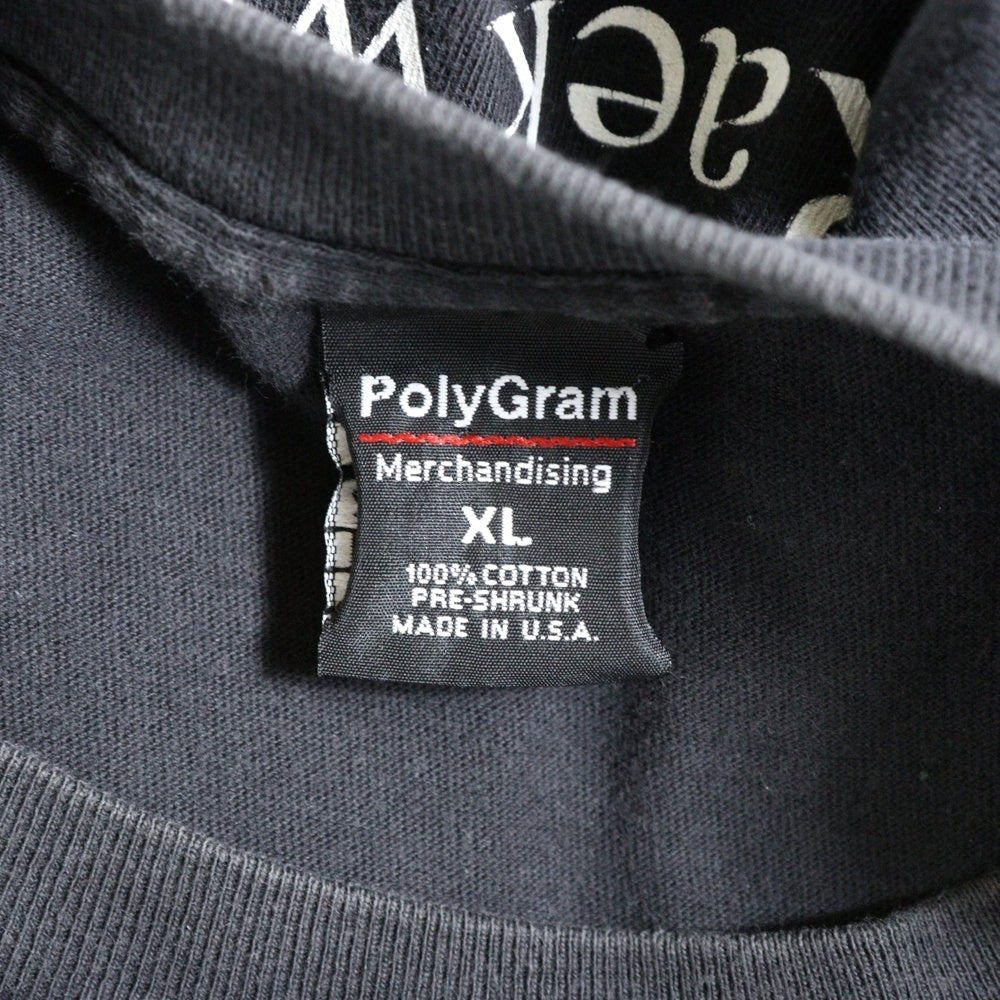 PolyGram
Merchandising
XL
100% COTTON
PRE-SHRUNK
MADE IN U.S.A.